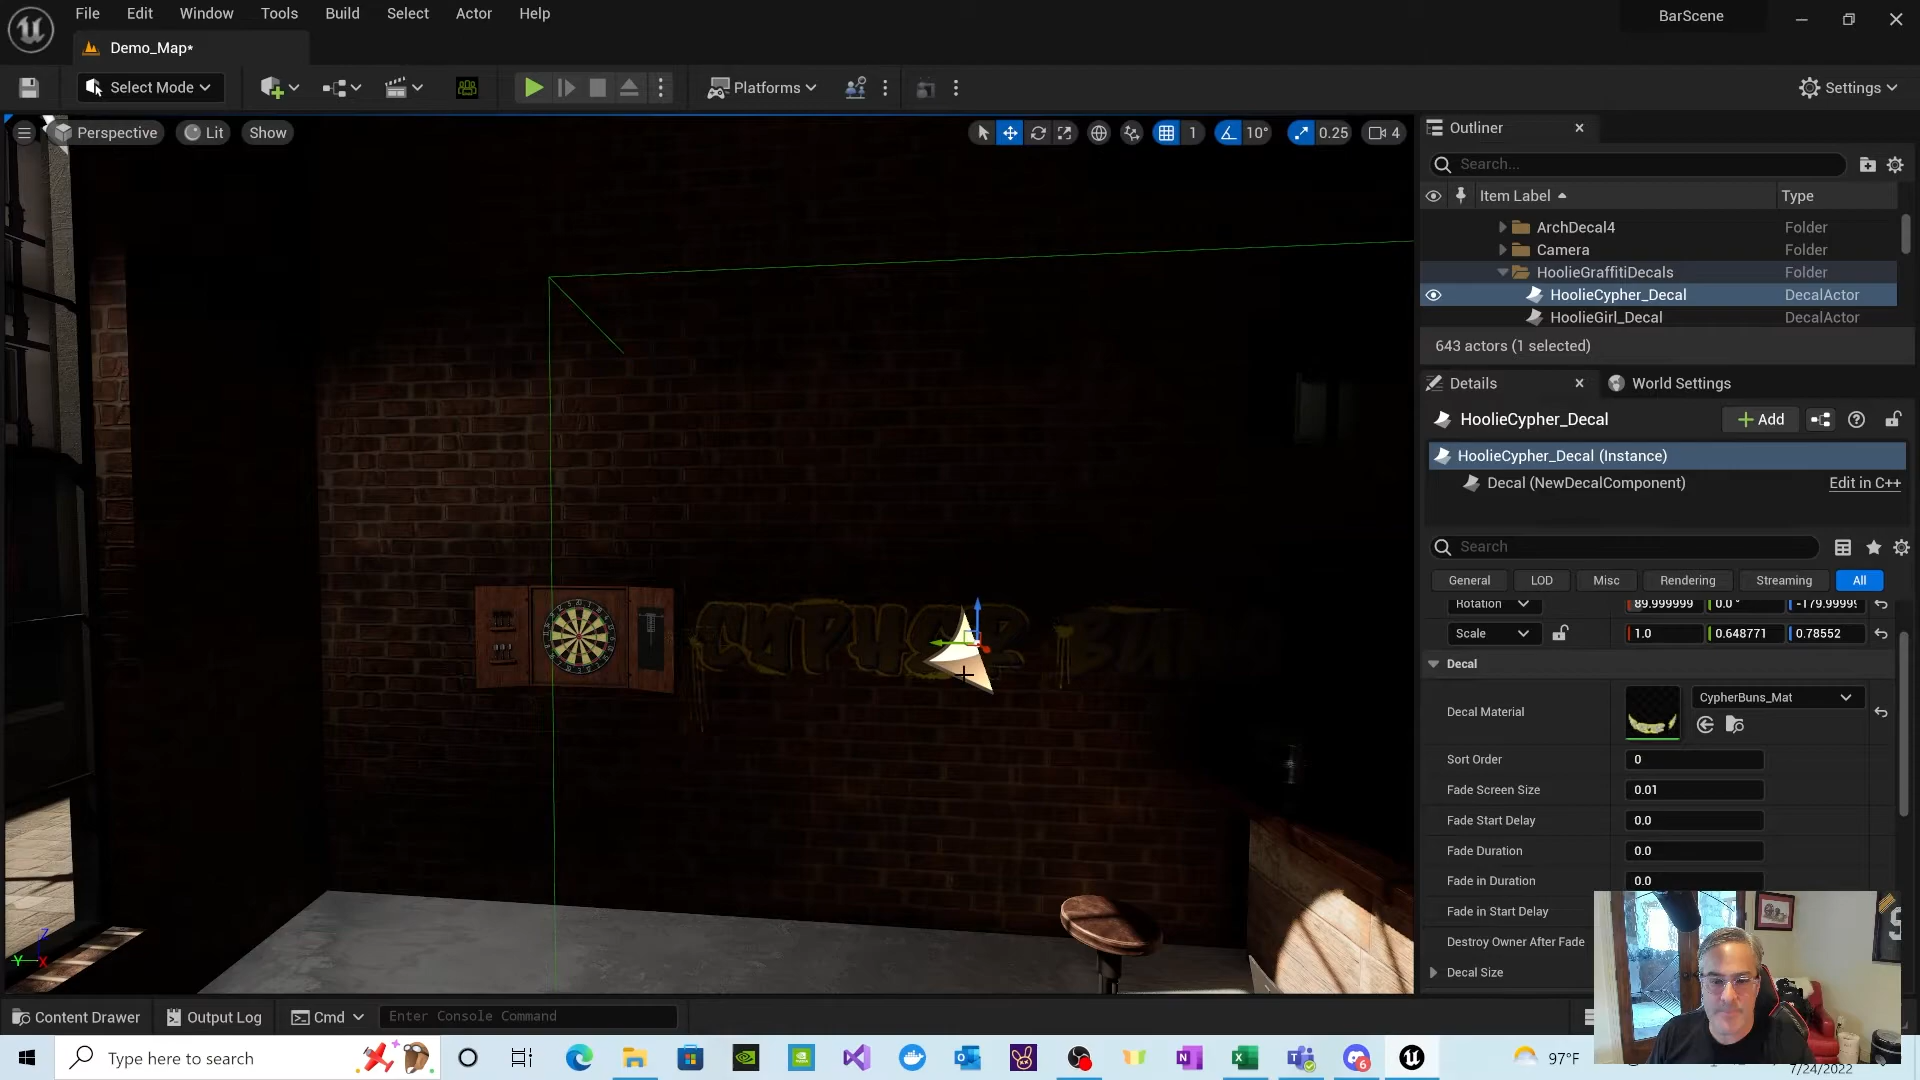 File Edit Window Tools Build Select Actor Help
BarScene
Demo_Map*
Select Mode
Platforms
Settings
Perspective
Lit
Show
1
10°
0.25
4
Outliner
Search...
Item Label
Type
ArchDecal4 Folder
Camera Folder
HoolieGraffitiDecals Folder
HoolieCypher_Decal DecalActor
HoolieGirl_Decal DecalActor
643 actors (1 selected)
Details
World Settings
HoolieCypher_Decal
Add
HoolieCypher_Decal (Instance)
Decal (NewDecalComponent)
Edit in C++
Search
General LOD Misc Rendering Streaming All
Rotation 89.999999 0.0 ° -179.9999
Scale 1.0 0.648771 0.78552
Decal
Decal Material
CypherBuns_Mat
Sort Order 0
Fade Screen Size 0.01
Fade Start Delay 0.0
Fade Duration 0.0
Fade in Duration 0.0
Fade in Start Delay
Destroy Owner After Fade
Decal Size
CYPHER BU
Content Drawer
Output Log
Cmd
Enter Console Command
Type here to search
97°F
7/24/2022